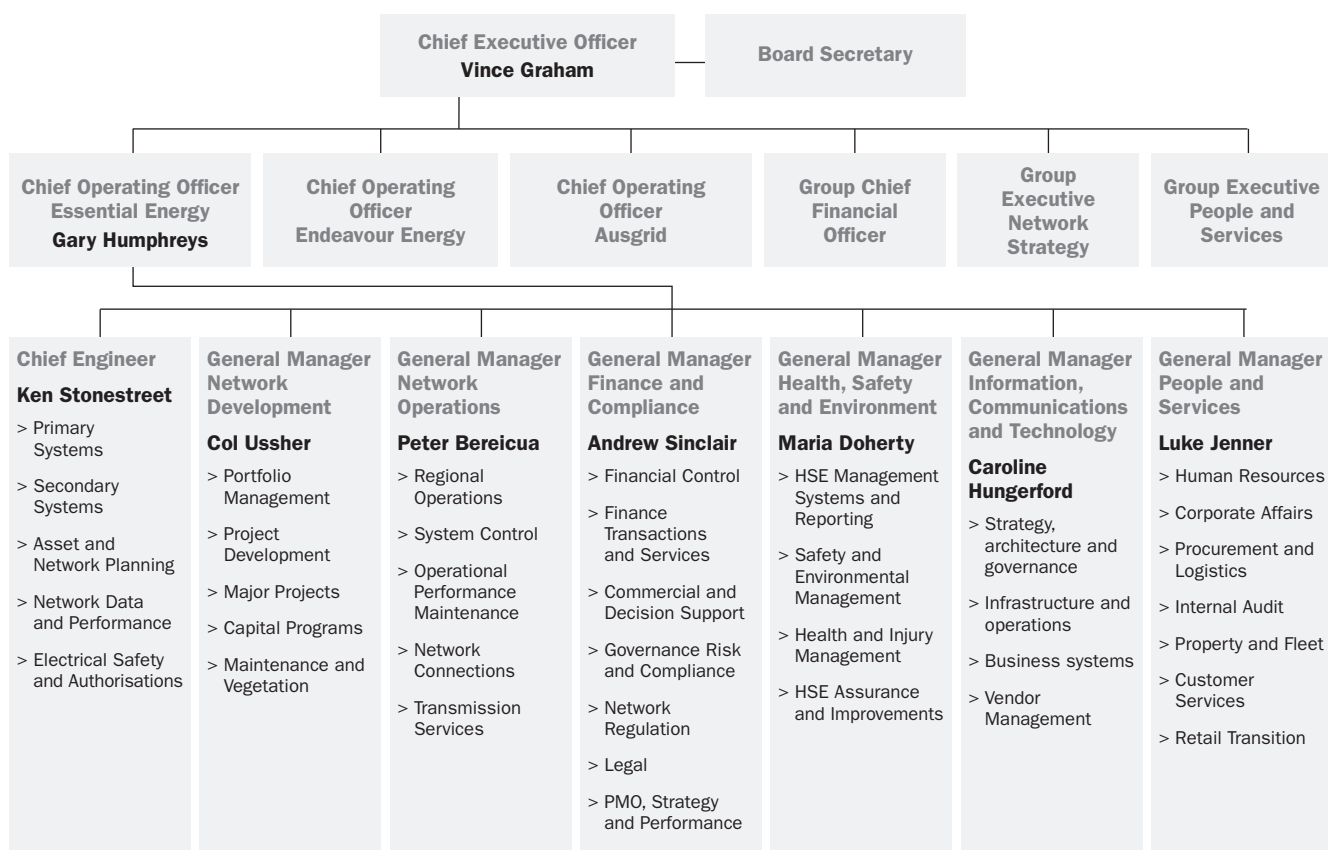 Chief Executive Officer
Vince Graham
Board Secretary
Chief Operating Officer
Essential Energy
Gary Humphreys
Chief Operating
Officer
Endeavour Energy
Chief Operating
Officer
Ausgrid
Group Chief
Financial
Officer
Group
Executive
Network
Strategy
Group Executive
People and
Services
Chief Engineer
Ken Stonestreet
> Primary
Systems
> Secondary
Systems
> Asset and
Network Planning
> Network Data
and Performance
> Electrical Safety
and Authorisations
General Manager
Network
Development
Col Ussher
> Portfolio
Management
> Project
Development
> Major Projects
> Capital Programs
> Maintenance and
Vegetation
General Manager
Network
Operations
Peter Bereicua
> Regional
Operations
> System Control
> Operational
Performance
Maintenance
> Network
Connections
> Transmission
Services
General Manager
Finance and
Compliance
Andrew Sinclair
> Financial Control
> Finance
Transactions
and Services
> Commercial and
Decision Support
> Governance Risk
and Compliance
> Network
Regulation
> Legal
> PMO, Strategy
and Performance
General Manager
Health, Safety
and Environment
Maria Doherty
> HSE Management
Systems and
Reporting
> Safety and
Environmental
Management
> Health and Injury
Management
> HSE Assurance
and Improvements
General Manager
Information,
Communications
and Technology
Caroline
Hungerford
> Strategy,
architecture and
governance
> Infrastructure and
operations
> Business systems
> Vendor
Management
General Manager
People and
Services
Luke Jenner
> Human Resources
> Corporate Affairs
> Procurement and
Logistics
> Internal Audit
> Property and Fleet
> Customer
Services
> Retail Transition